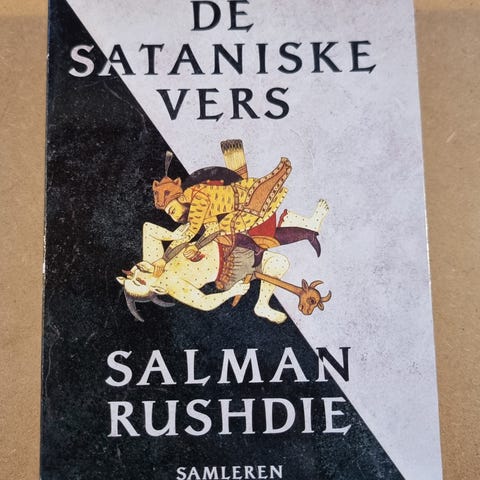 DE
SATANISKE
VERS
SALMAN
RUSHDIE
SAMLEREN